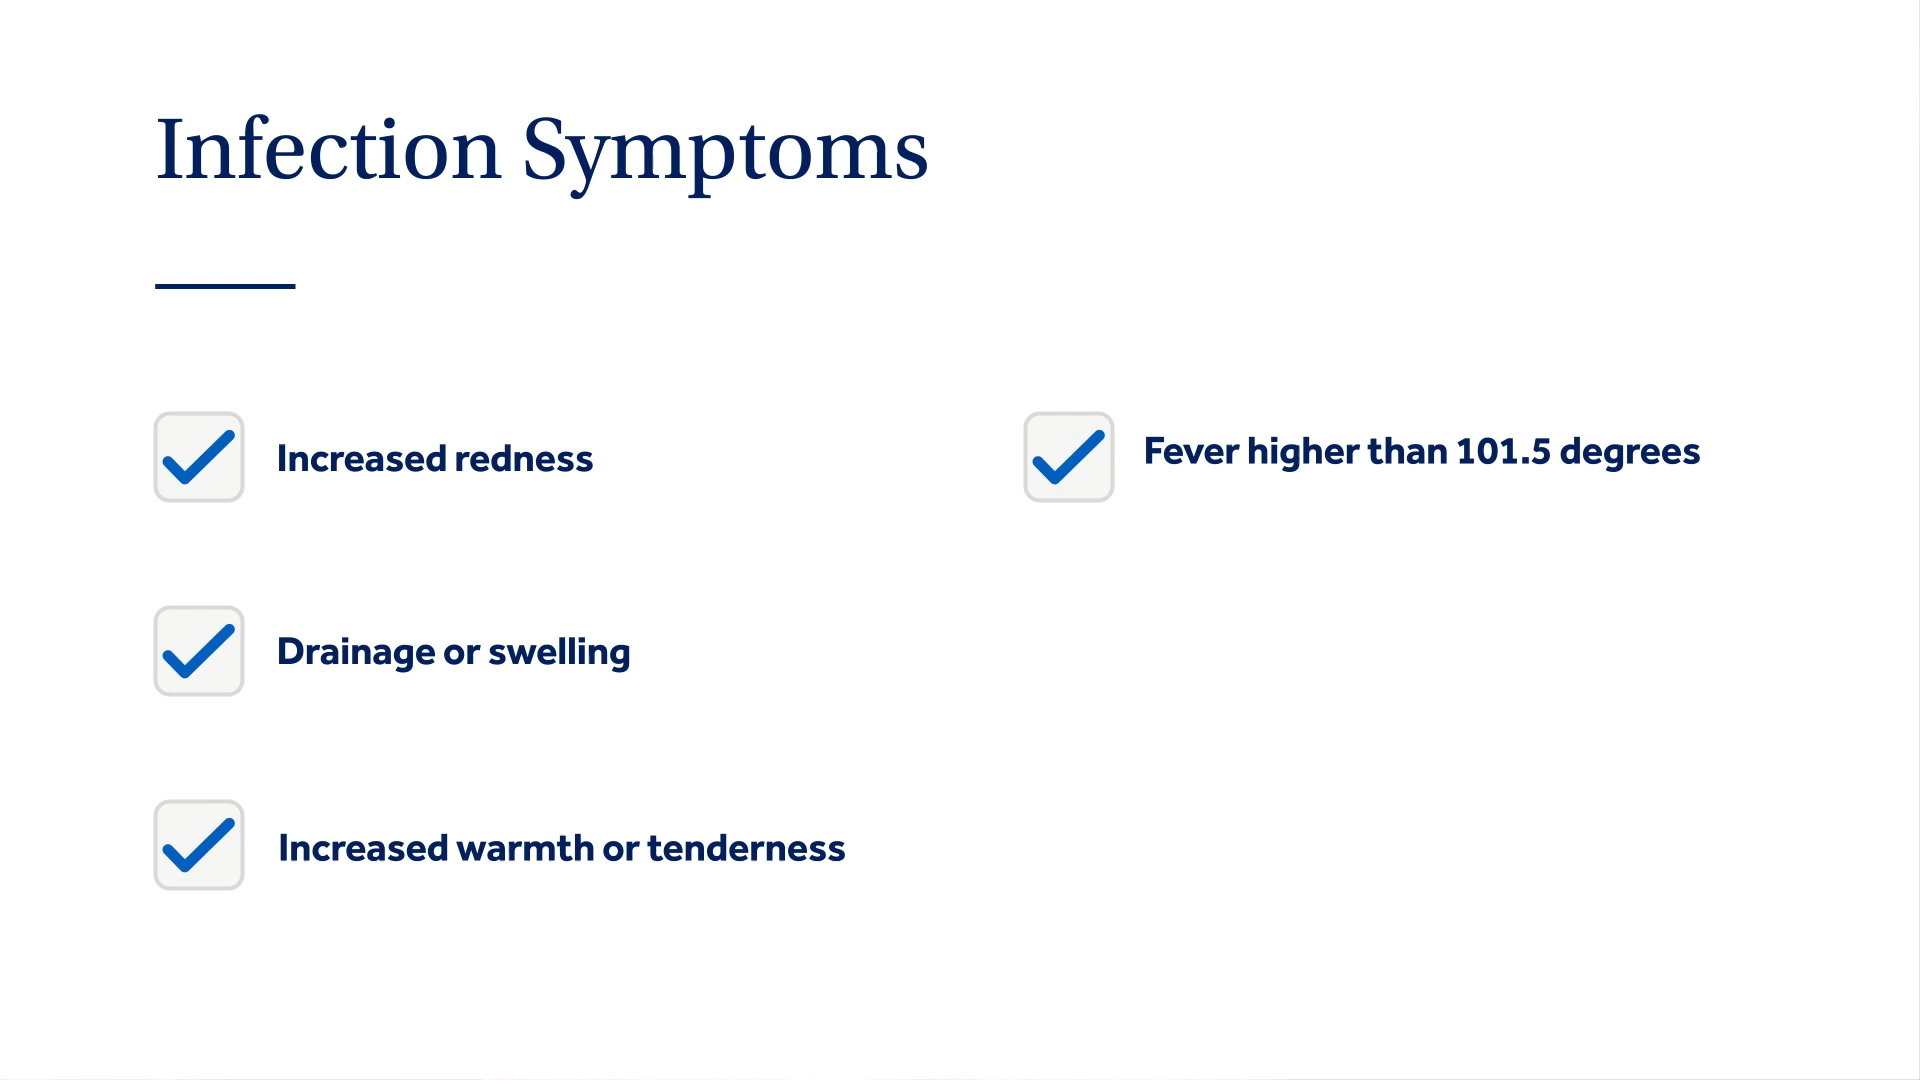 Infection Symptoms
Increased redness
Drainage or swelling
Increased warmth or tenderness
Fever higher than 101.5 degrees